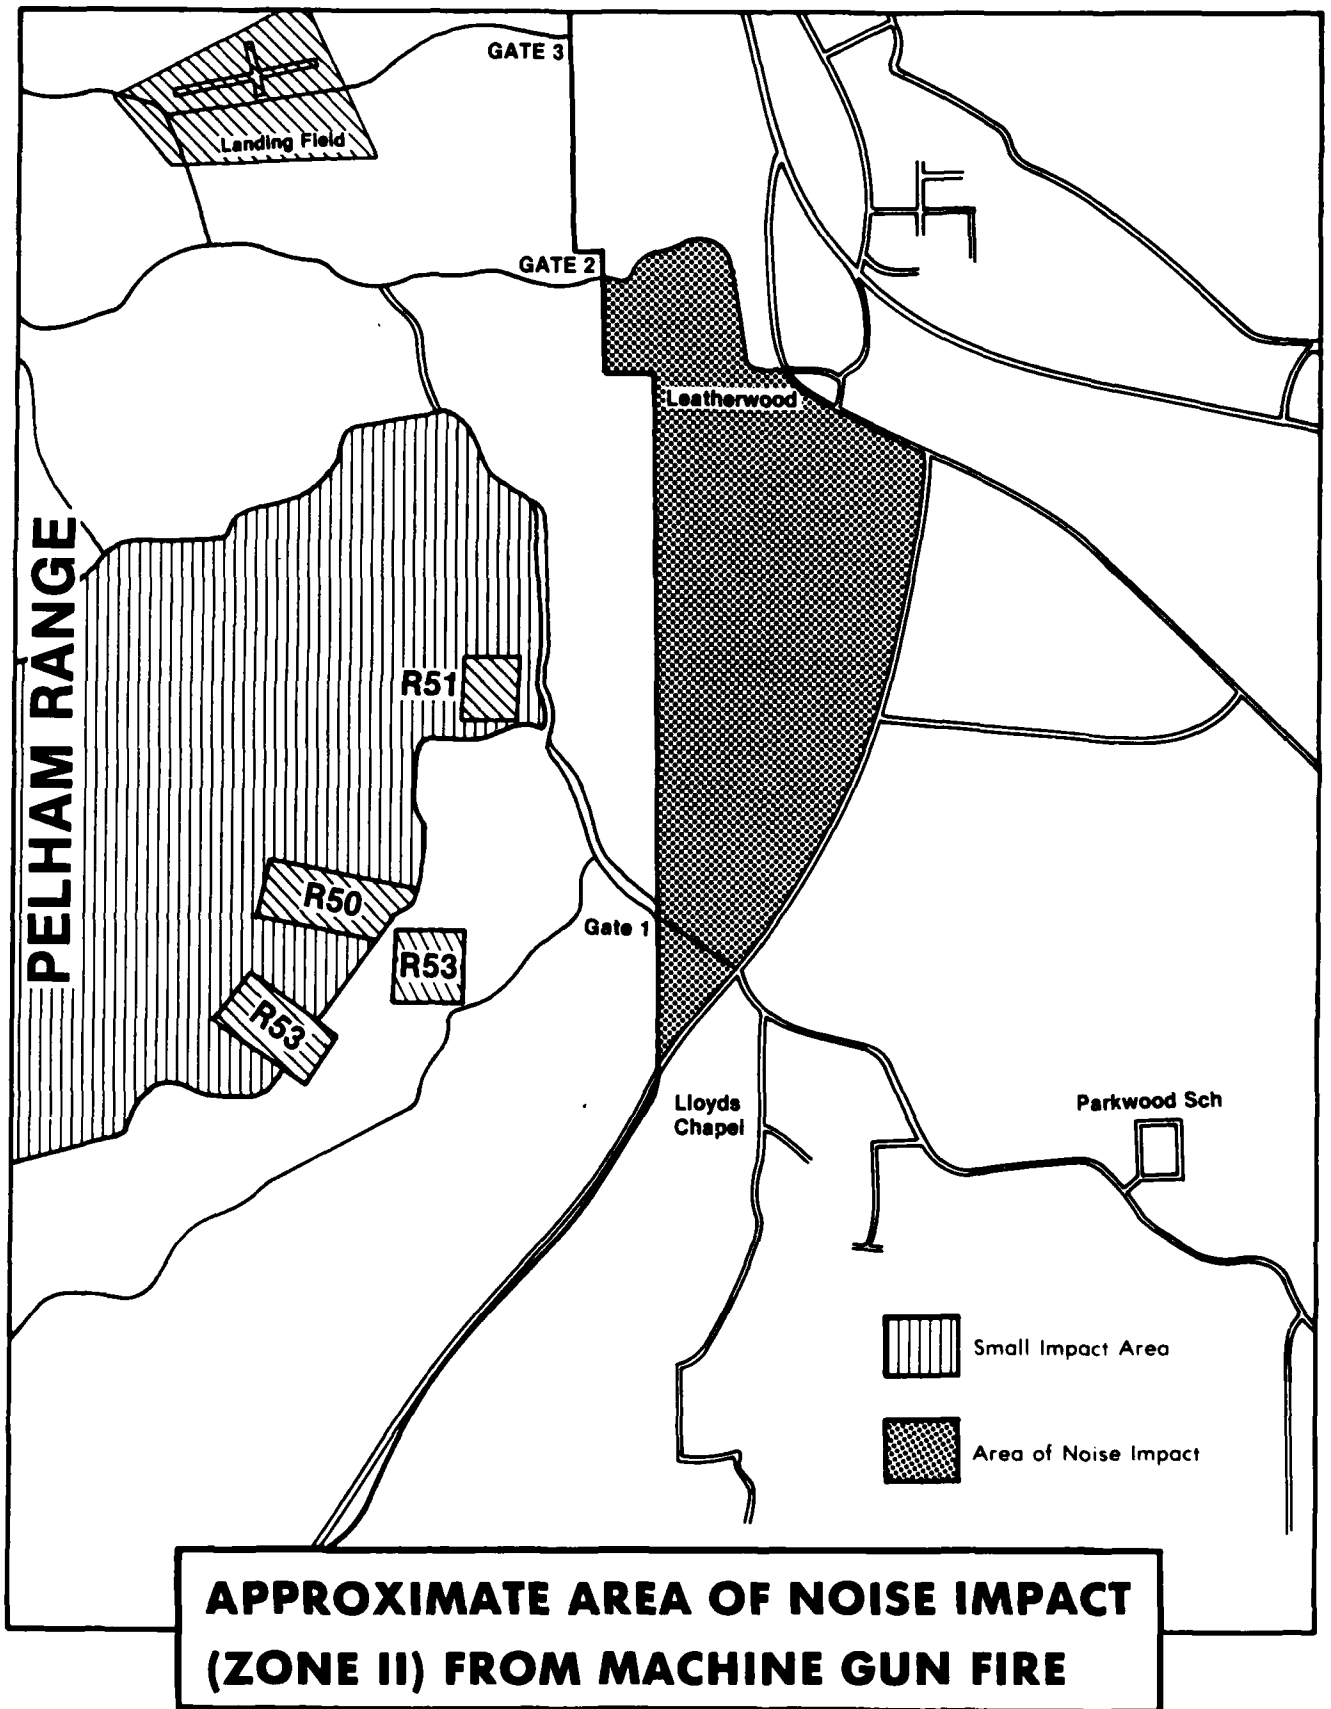 GATE 3
Landing Field
GATE 2
Leatherwood
PELHAM RANGE
R51
R50
Gate 1
R53
R53
Lloyds
Chapel
Parkwood Sch
Small Impact Area
Area of Noise Impact
APPROXIMATE AREA OF NOISE IMPACT
(ZONE II) FROM MACHINE GUN FIRE